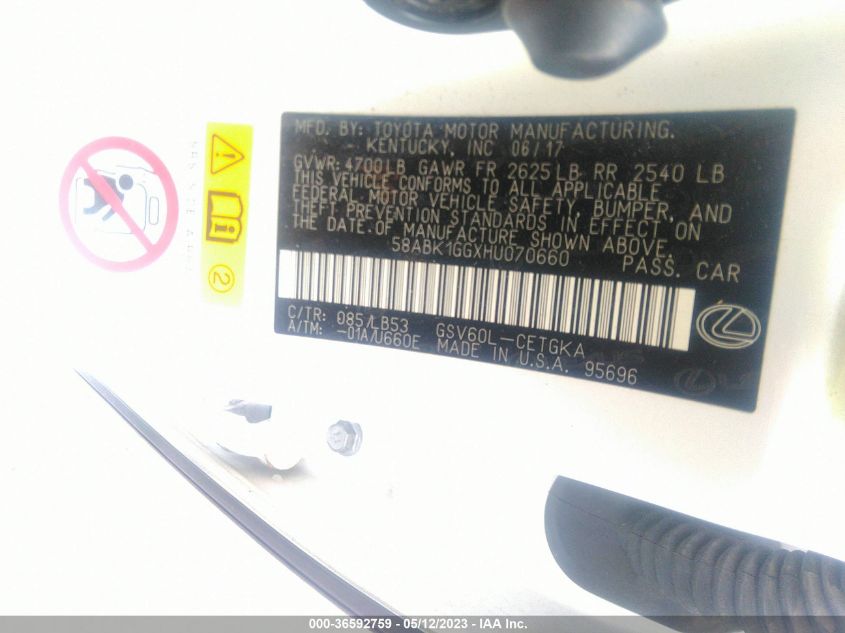 MFD. BY: TOYOTA MOTOR MANUFACTURING.
KENTUCKY, INC 06/17
GVWR: 4700LB GAWR FR 2625LB RR 2540 LB
THIS VEHICLE CONFORMS TO ALL APPLICABLE
FEDERAL MOTOR VEHICLE SAFETY, BUMPER, AND
THEFT PREVENTION STANDARDS IN EFFECT ON
THE DATE OF MANUFACTURE SHOWN ABOVE.
58ABK1GGXHU070660 PASS. CAR
C/TR: 085/LB53 GSV60L-CETGKA
A/TM: -01A/U660E MADE IN U.S.A. 95696
2
000-36592759 - 05/12/2023 - IAA Inc.